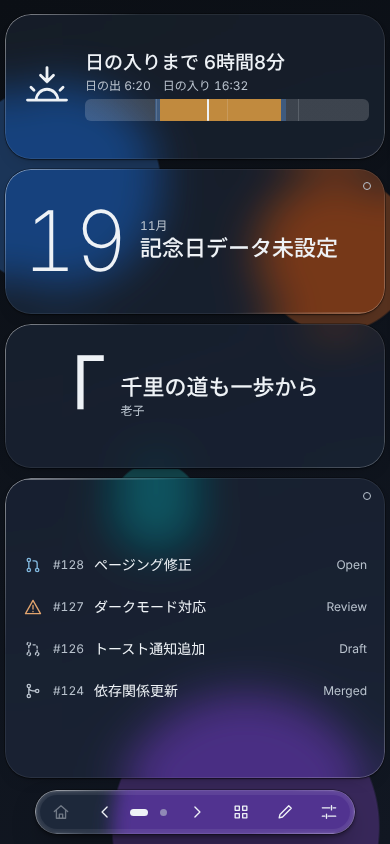 日の入りまで 6時間8分
日の出 6:20 日の入り 16:32
19
11月
記念日データ未設定
「
千里の道も一歩から
老子
#128 ページング修正 Open
#127 ダークモード対応 Review
#126 トースト通知追加 Draft
#124 依存関係更新 Merged